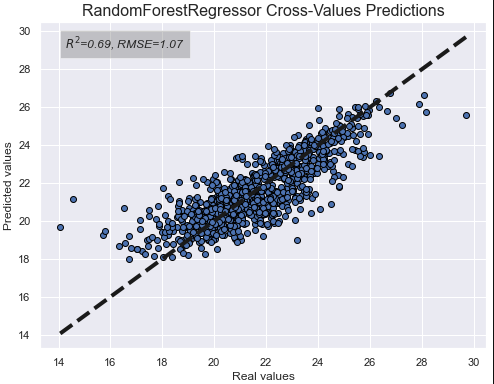 RandomForestRegressor Cross-Values Predictions
R²=0.69, RMSE=1.07
30
28
26
24
22
20
18
16
14
Predicted values
14 16 18 20 22 24 26 28 30
Real values